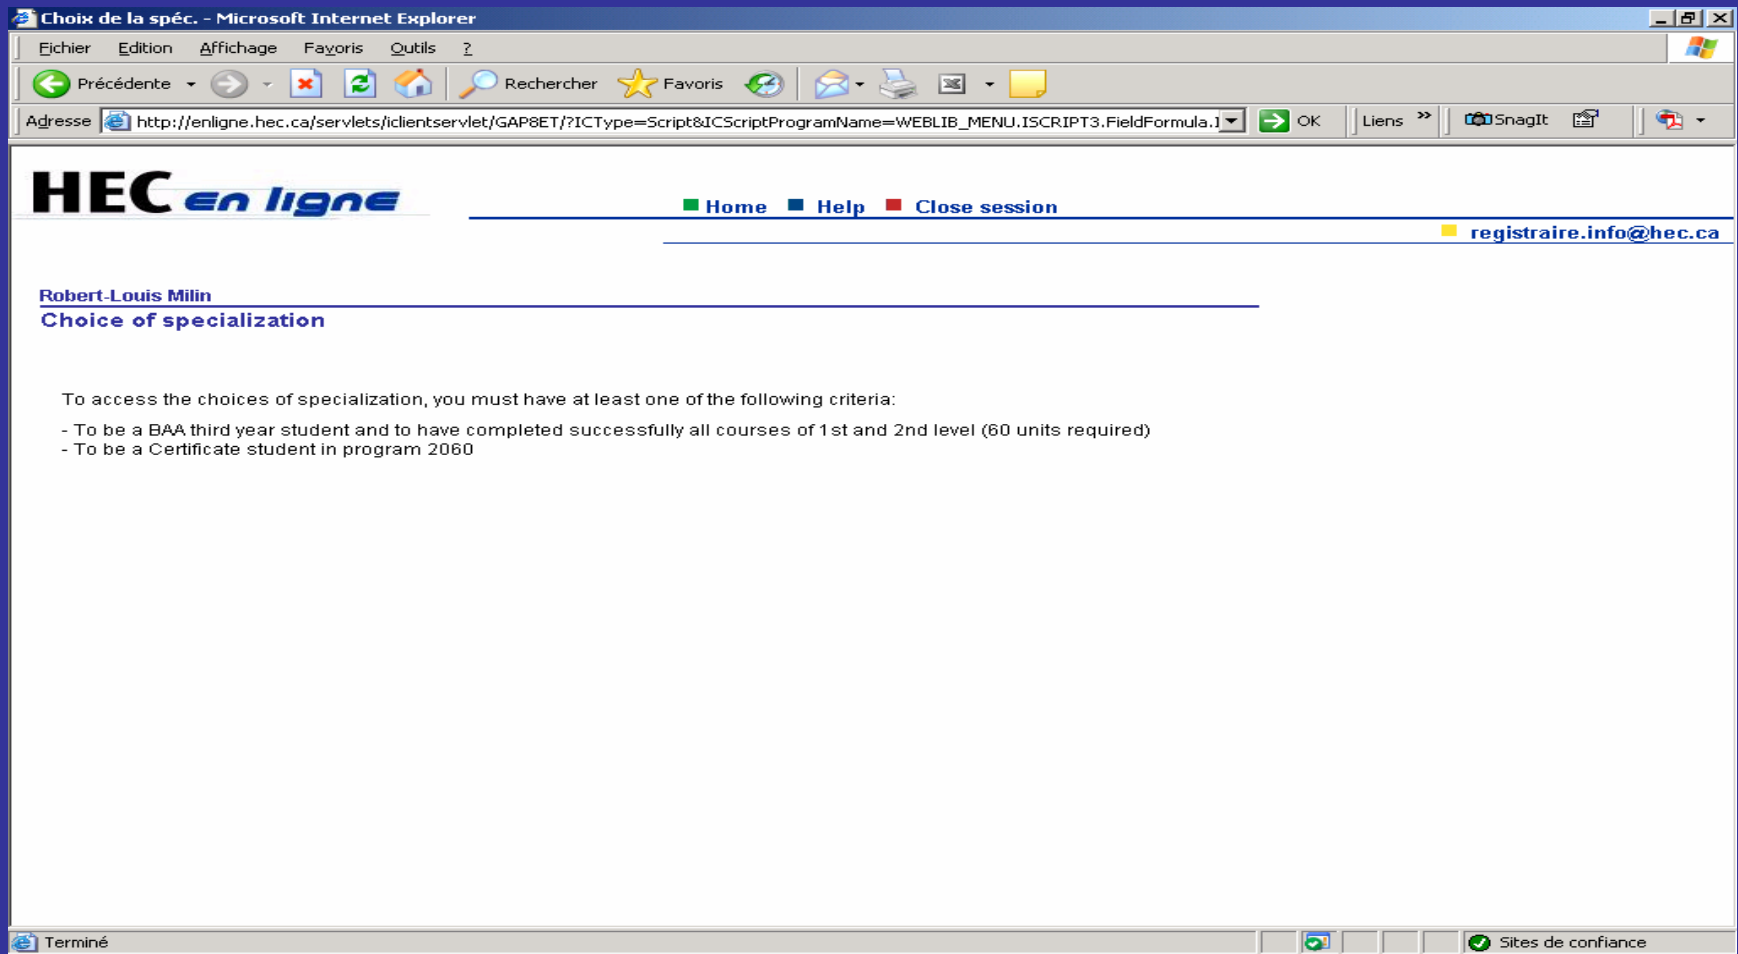 Choix de la spéc. - Microsoft Internet Explorer
Fichier Edition Affichage Favoris Outils ?
Précédente Rechercher Favoris
Adresse http://enligne.hec.ca/servlets/iclientservlet/GAP8ET/?ICType=Script&ICScriptProgramName=WEBLIB_MENU.ISCRIPT3.FieldFormula.I OK Liens » SnagIt
HEC en ligne
Home Help Close session
registraire.info@hec.ca
Robert-Louis Milin
Choice of specialization
To access the choices of specialization, you must have at least one of the following criteria:
- To be a BAA third year student and to have completed successfully all courses of 1st and 2nd level (60 units required)
- To be a Certificate student in program 2060
Terminé Sites de confiance